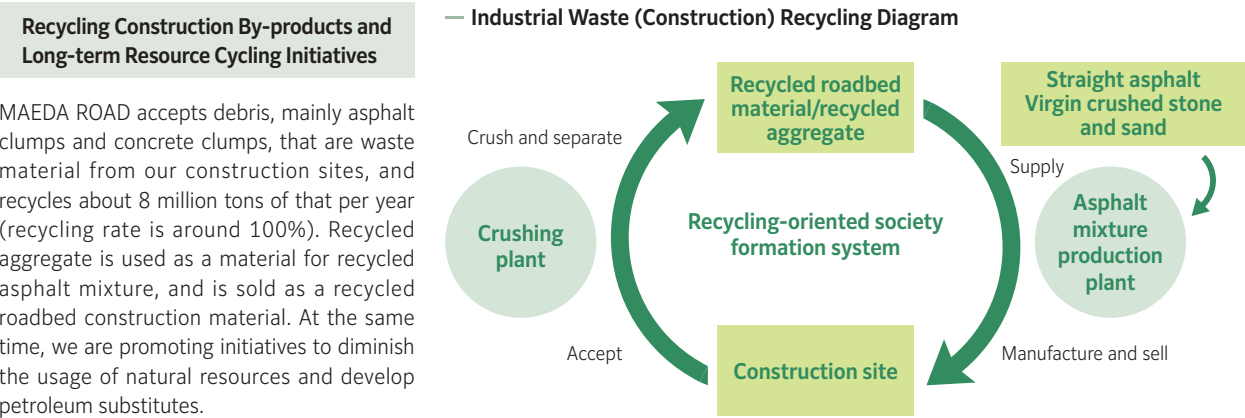 Recycling Construction By-products and
Long-term Resource Cycling Initiatives
MAEDA ROAD accepts debris, mainly asphalt
clumps and concrete clumps, that are waste
material from our construction sites, and
recycles about 8 million tons of that per year
(recycling rate is around 100%). Recycled
aggregate is used as a material for recycled
asphalt mixture, and is sold as a recycled
roadbed construction material. At the same
time, we are promoting initiatives to diminish
the usage of natural resources and develop
petroleum substitutes.
— Industrial Waste (Construction) Recycling Diagram
Recycled roadbed
material/recycled
aggregate
Straight asphalt
Virgin crushed stone
and sand
Crush and separate
Supply
Crushing
plant
Recycling-oriented society
formation system
Asphalt
mixture
production
plant
Accept
Construction site
Manufacture and sell